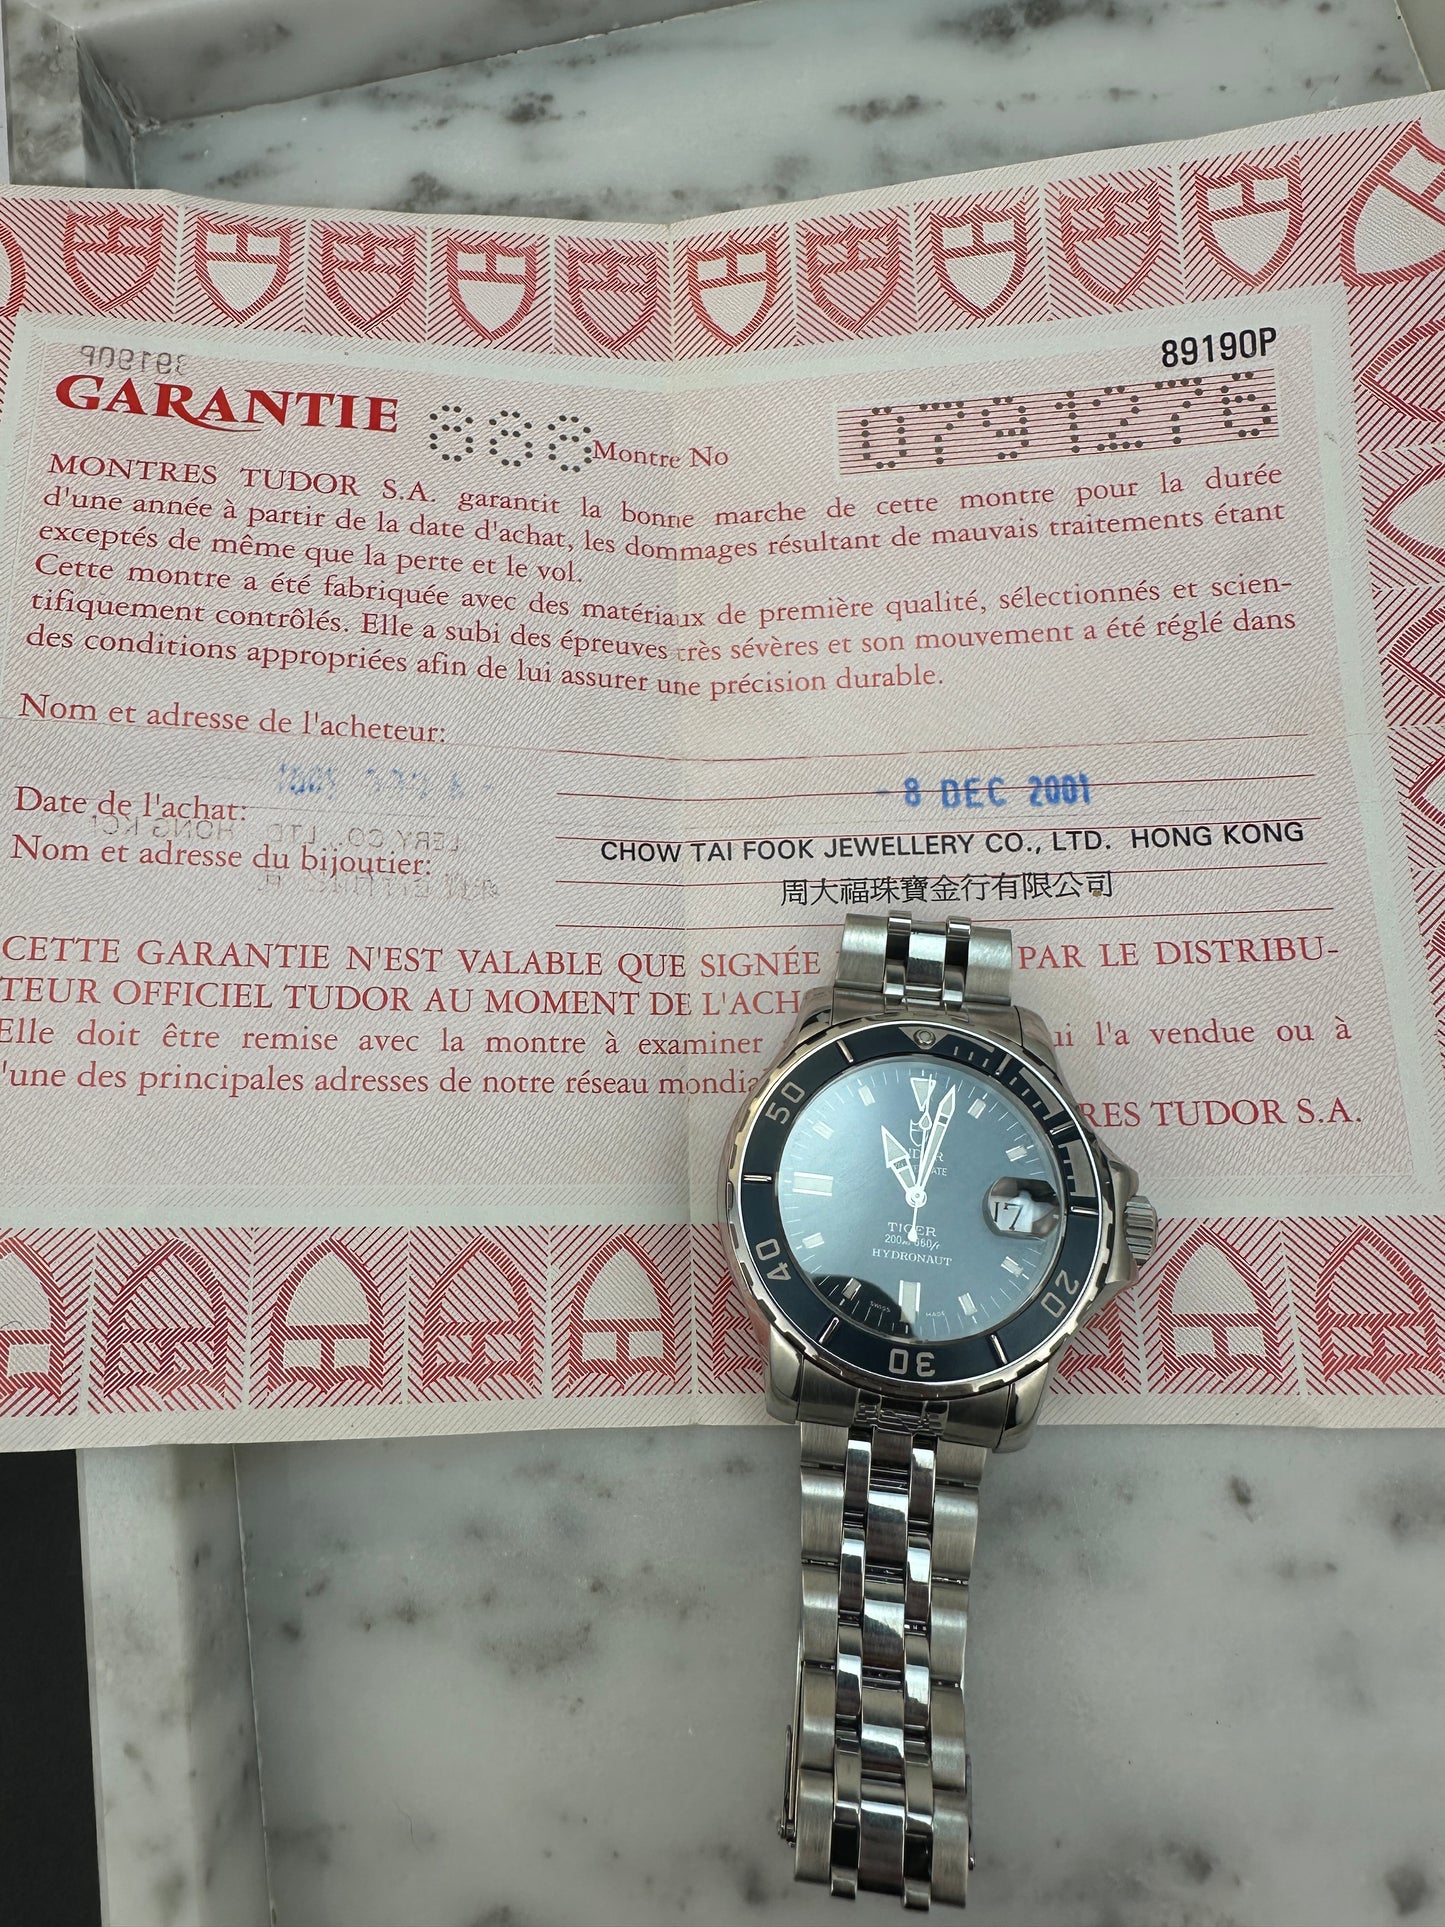 89190P
GARANTIE 888 Montre No 0791276
MONTRES TUDOR S.A. garantit la bonne marche de cette montre pour la durée
d'une année à partir de la date d'achat, les dommages résultant de mauvais traitements étant
exceptés de même que la perte et le vol.
Cette montre a été fabriquée avec des matériaux de première qualité, sélectionnés et scien-
tifiquement contrôlés. Elle a subi des épreuves très sévères et son mouvement a été réglé dans
des conditions appropriées afin de lui assurer une précision durable.
Nom et adresse de l'acheteur:
Date de l'achat: - 8 DEC 2001
Nom et adresse du bijoutier: CHOW TAI FOOK JEWELLERY CO., LTD. HONG KONG
周大福珠寶金行有限公司
CETTE GARANTIE N'EST VALABLE QUE SIGNÉE PAR LE DISTRIBU-
TEUR OFFICIEL TUDOR AU MOMENT DE L'ACH
Elle doit être remise avec la montre à examiner ui l'a vendue ou à
'une des principales adresses de notre réseau mondia
RES TUDOR S.A.
50
40
30
20
17
TIGER
200m 660ft
HYDRONAUT
SWISS MADE